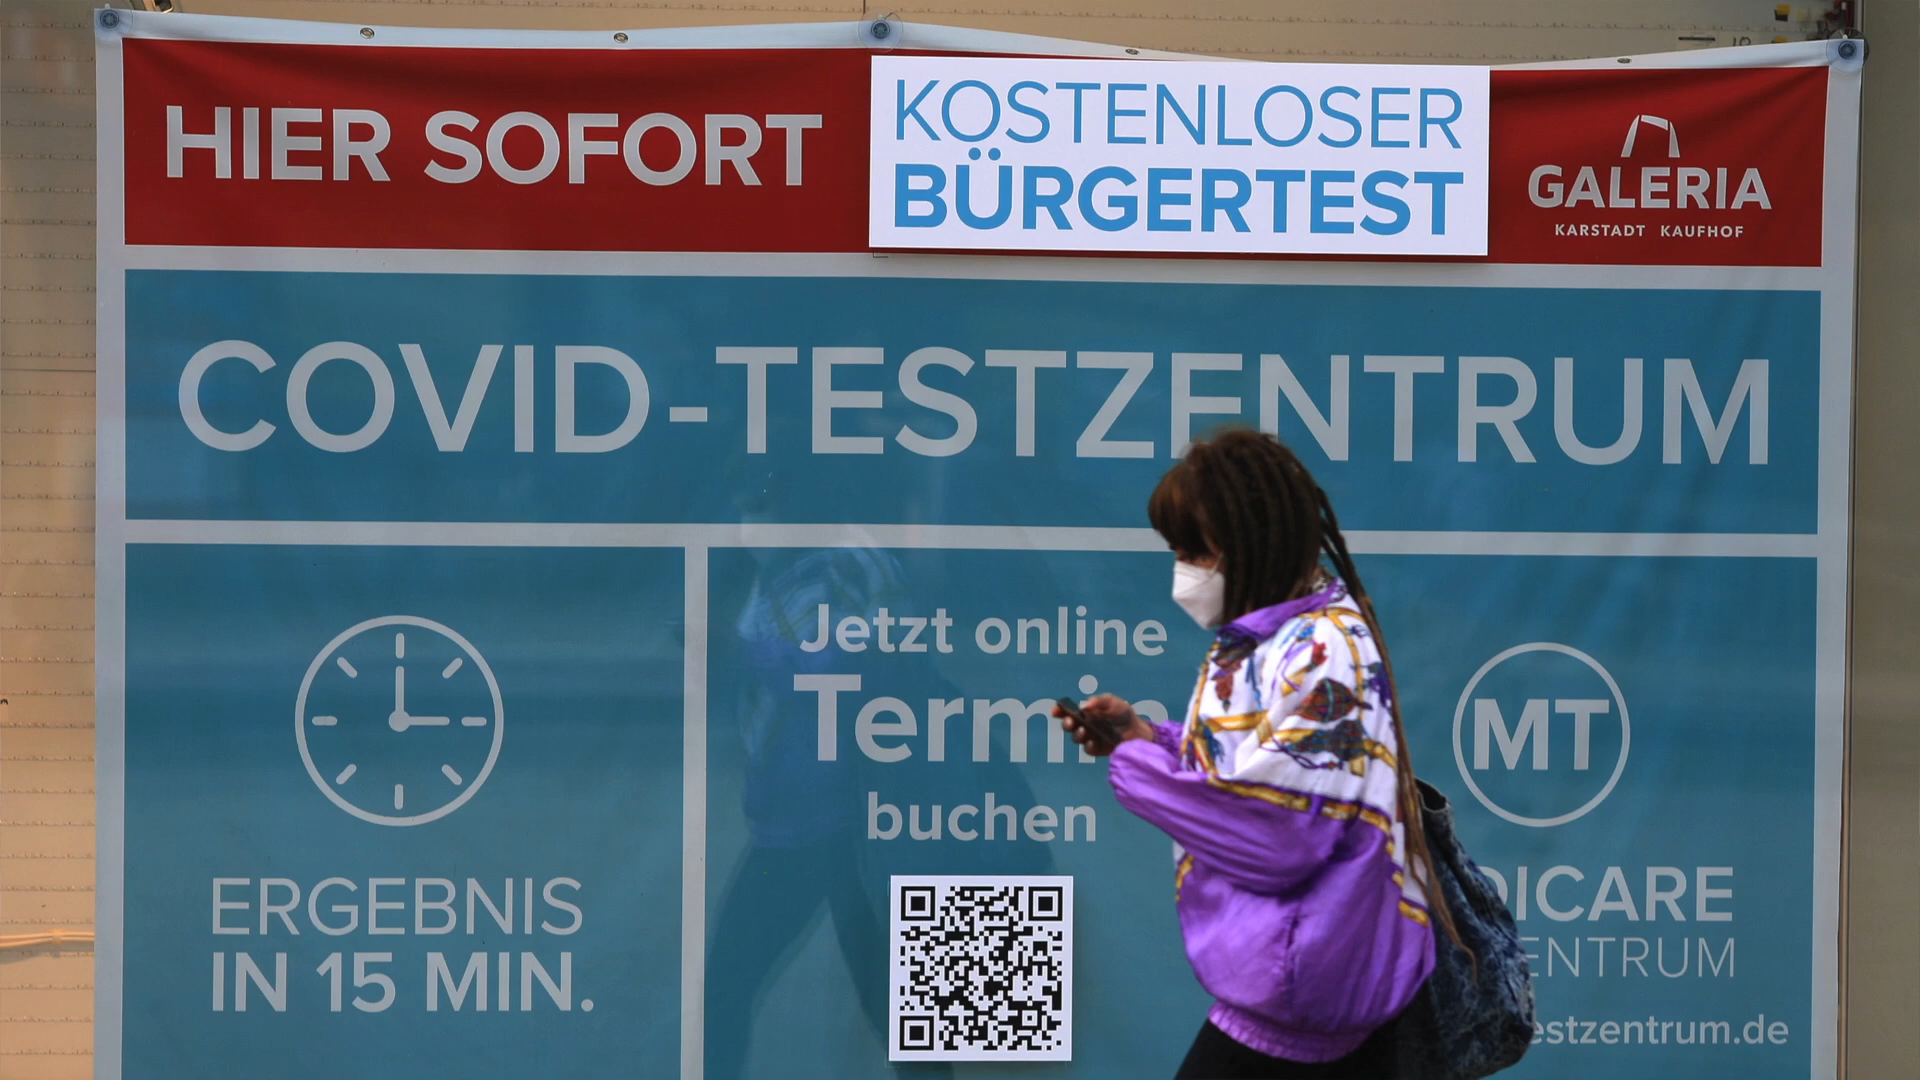 HIER SOFORT
KOSTENLOSER
BÜRGERTEST
GALERIA
KARSTADT KAUFHOF
COVID-TESTZENTRUM
ERGEBNIS
IN 15 MIN.
Jetzt online
Termin
buchen
MT
DICARE
ENTRUM
estzentrum.de